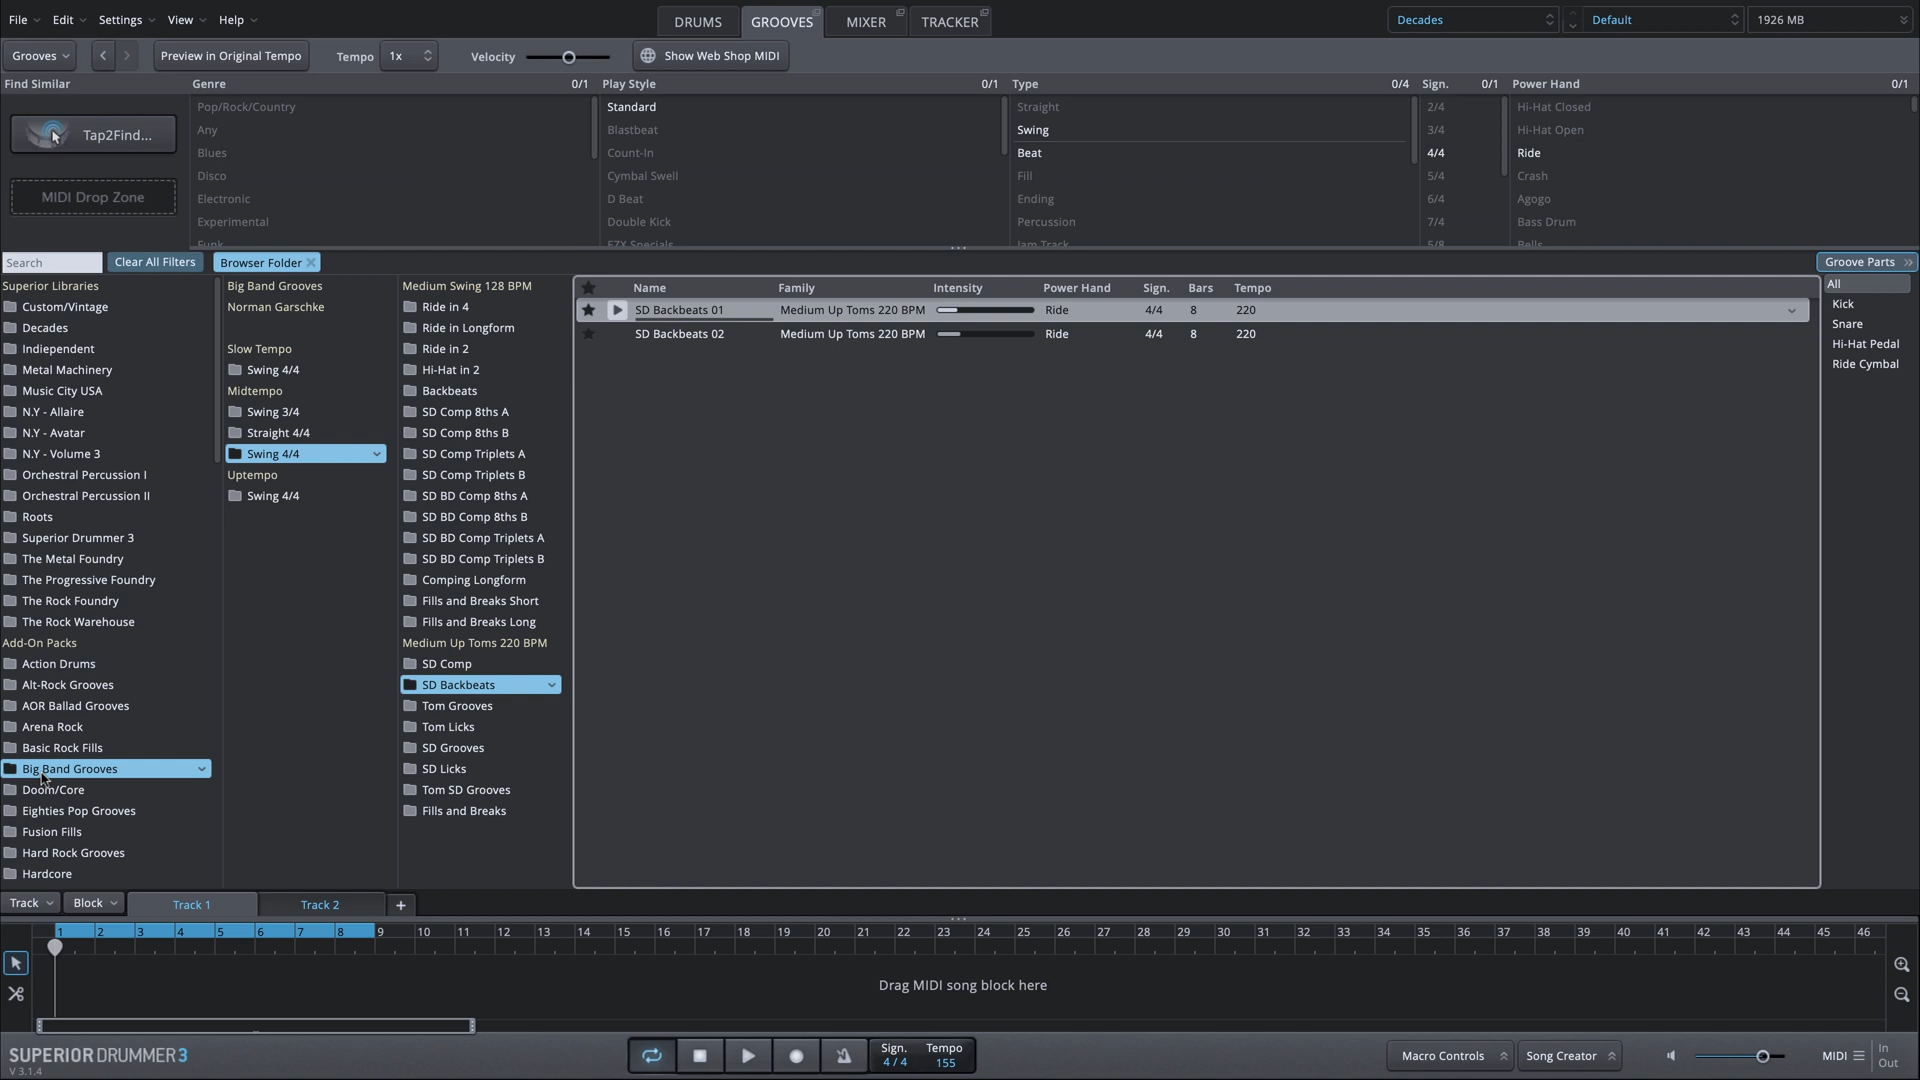 File Edit Settings View Help
DRUMS GROOVES MIXER TRACKER
Decades Default 1926 MB
Grooves Preview in Original Tempo Tempo 1x Velocity Show Web Shop MIDI
Find Similar Genre 0/1 Play Style 0/1 Type 0/4 Sign. 0/1 Power Hand 0/1
Pop/Rock/Country Standard Straight 2/4 Hi-Hat Closed
Any Blastbeat Swing 3/4 Hi-Hat Open
Tap2Find...
Blues Count-In Beat 4/4 Ride
Disco Cymbal Swell Fill 5/4 Crash
MIDI Drop Zone
Electronic D Beat Ending 6/4 Agogo
Experimental Double Kick Percussion 7/4 Bass Drum
Funk EZX Specials Jam Track 5/8 Bells
Search Clear All Filters Browser Folder Groove Parts
Superior Libraries
Custom/Vintage
Decades
Indiependent
Metal Machinery
Music City USA
N.Y - Allaire
N.Y - Avatar
N.Y - Volume 3
Orchestral Percussion I
Orchestral Percussion II
Roots
Superior Drummer 3
The Metal Foundry
The Progressive Foundry
The Rock Foundry
The Rock Warehouse
Add-On Packs
Action Drums
Alt-Rock Grooves
AOR Ballad Grooves
Arena Rock
Basic Rock Fills
Big Band Grooves
Doom/Core
Eighties Pop Grooves
Fusion Fills
Hard Rock Grooves
Hardcore
Big Band Grooves
Norman Garschke
Slow Tempo
Swing 4/4
Midtempo
Swing 3/4
Straight 4/4
Swing 4/4
Uptempo
Swing 4/4
Medium Swing 128 BPM
Ride in 4
Ride in Longform
Ride in 2
Hi-Hat in 2
Backbeats
SD Comp 8ths A
SD Comp 8ths B
SD Comp Triplets A
SD Comp Triplets B
SD BD Comp 8ths A
SD BD Comp 8ths B
SD BD Comp Triplets A
SD BD Comp Triplets B
Comping Longform
Fills and Breaks Short
Fills and Breaks Long
Medium Up Toms 220 BPM
SD Comp
SD Backbeats
Tom Grooves
Tom Licks
SD Grooves
SD Licks
Tom SD Grooves
Fills and Breaks
Name Family Intensity Power Hand Sign. Bars Tempo
SD Backbeats 01 Medium Up Toms 220 BPM Ride 4/4 8 220
SD Backbeats 02 Medium Up Toms 220 BPM Ride 4/4 8 220
All
Kick
Snare
Hi-Hat Pedal
Ride Cymbal
Track Block Track 1 Track 2 +
1 2 3 4 5 6 7 8 9 10 11 12 13 14 15 16 17 18 19 20 21 22 23 24 25 26 27 28 29 30 31 32 33 34 35 36 37 38 39 40 41 42 43 44 45 46
Drag MIDI song block here
SUPERIOR DRUMMER 3
V 3.1.4
Sign. Tempo
4 / 4 155
Macro Controls Song Creator MIDI In
Out